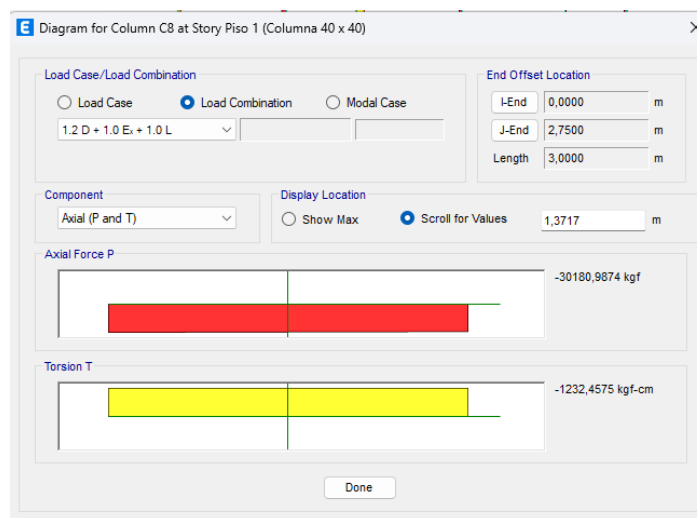 E Diagram for Column C8 at Story Piso 1 (Columna 40 x 40)
Load Case/Load Combination
Load Case
Load Combination
Modal Case
1.2 D + 1.0 Eₓ + 1.0 L
End Offset Location
I-End 0,0000 m
J-End 2,7500 m
Length 3,0000 m
Component
Axial (P and T)
Display Location
Show Max
Scroll for Values
1,3717 m
Axial Force P
-30180,9874 kgf
Torsion T
-1232,4575 kgf-cm
Done